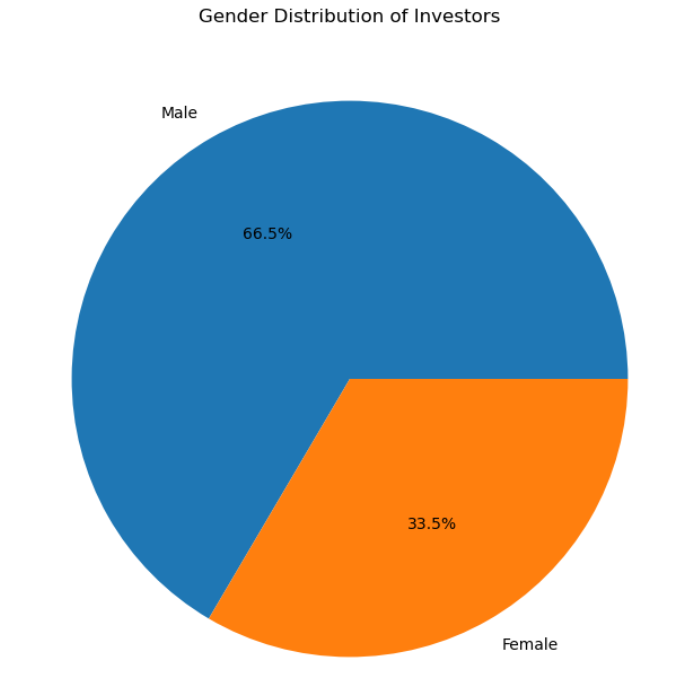 Gender Distribution of Investors
Male
66.5%
33.5%
Female